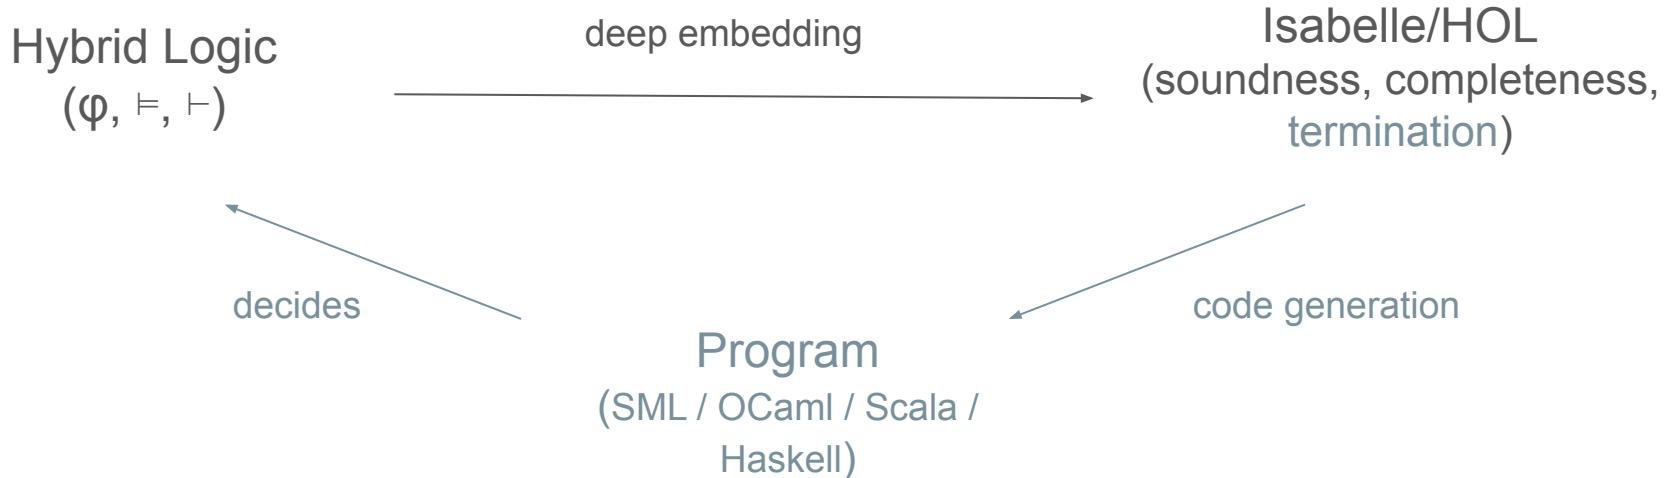 Hybrid Logic
(φ, ⊨, ⊢)
deep embedding
Isabelle/HOL
(soundness, completeness,
termination)
decides
code generation
Program
(SML / OCaml / Scala /
Haskell)